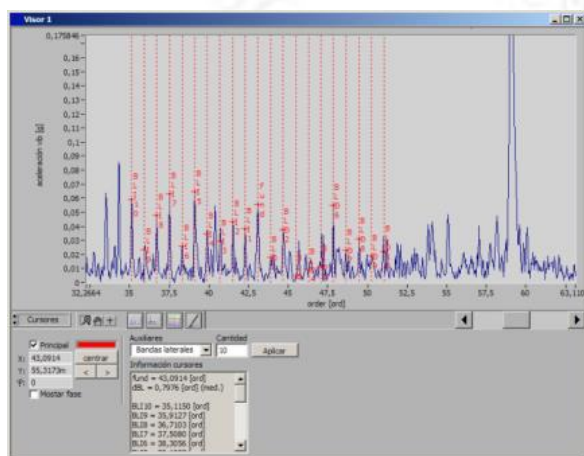 Visor 1
0,175846
0,16
0,15
0,14
0,13
0,12
0,11
0,1
0,09
0,08
0,07
0,06
0,05
0,04
0,03
0,02
0,01
0
aceleración vib [g]
32,2664 35 37,5 40 42,5 45 47,5 50 52,5 55 57,5 60 63,110
order [ord]
Cursores
Principal
X: 43,0914
centrar
Y: 55,3173m
< >
φ: 0
Mostar fase
Auxiliares Cantidad
Bandas laterales 10 Aplicar
Información cursores
fund = 43,0914 [ord]
dBL = 0,7976 [ord] (med.)
BLI10 = 35,1150 [ord]
BLI9 = 35,9127 [ord]
BLI8 = 36,7103 [ord]
BLI7 = 37,5080 [ord]
BLI6 = 38,3056 [ord]